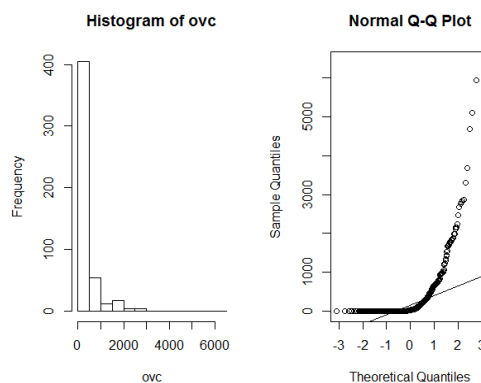 Histogram of ovc
Frequency
0 100 200 300 400
0 2000 4000 6000
ovc
Normal Q-Q Plot
Sample Quantiles
0 1000 3000 5000
-3 -2 -1 0 1 2 3
Theoretical Quantiles